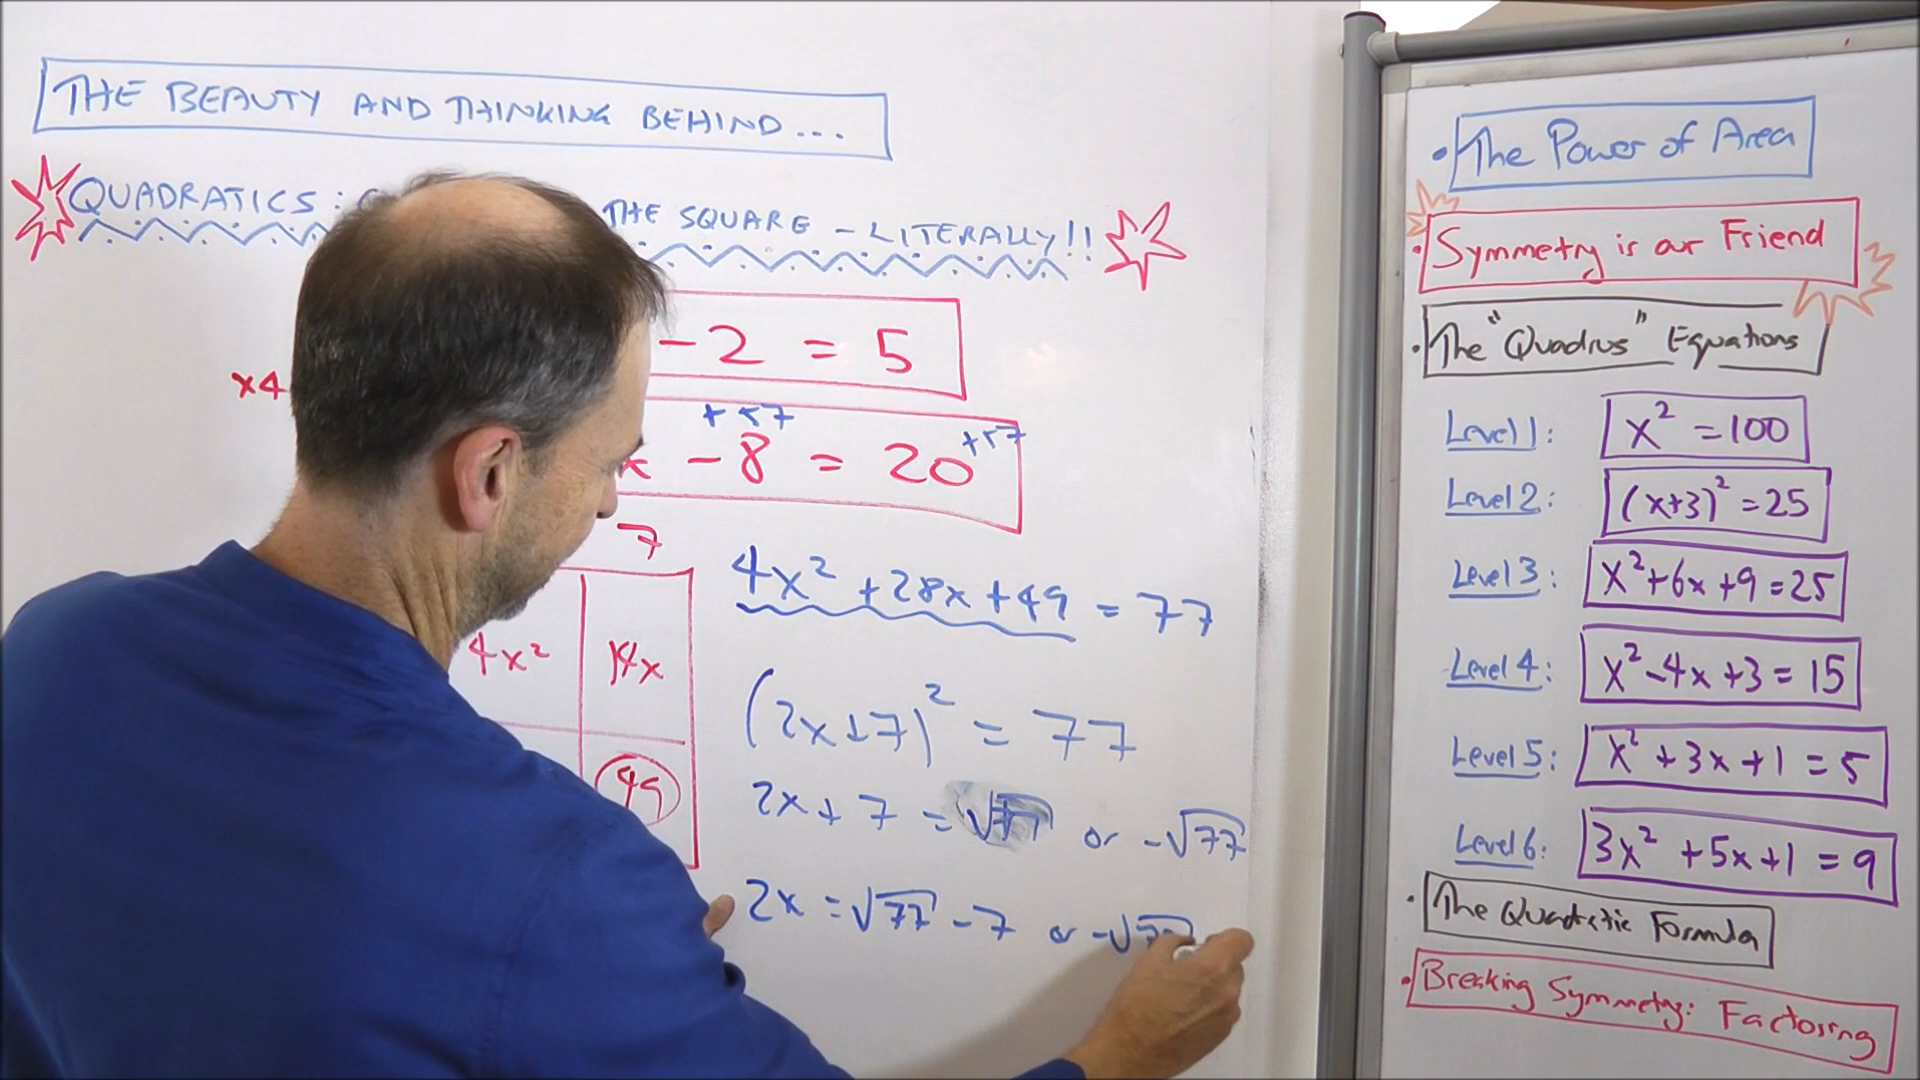 THE BEAUTY AND THINKING BEHIND...
QUADRATICS: THE SQUARE - LITERALLY!!
- 2 = 5
x4
+57
+57
x - 8 = 20
7
4x² 14x
49
4x² + 28x + 49 = 77
(2x+7)² = 77
2x + 7 = √77 or -√77
2x = √77 - 7 or -√77
• The Power of Area
• Symmetry is our Friend
• The "Quadrus" Equations
Level 1: x² = 100
Level 2: (x+3)² = 25
Level 3: x²+6x+9 = 25
Level 4: x²-4x+3 = 15
Level 5: x²+3x+1 = 5
Level 6: 3x²+5x+1 = 9
• The Quadratic Formula
• Breaking Symmetry: Factoring